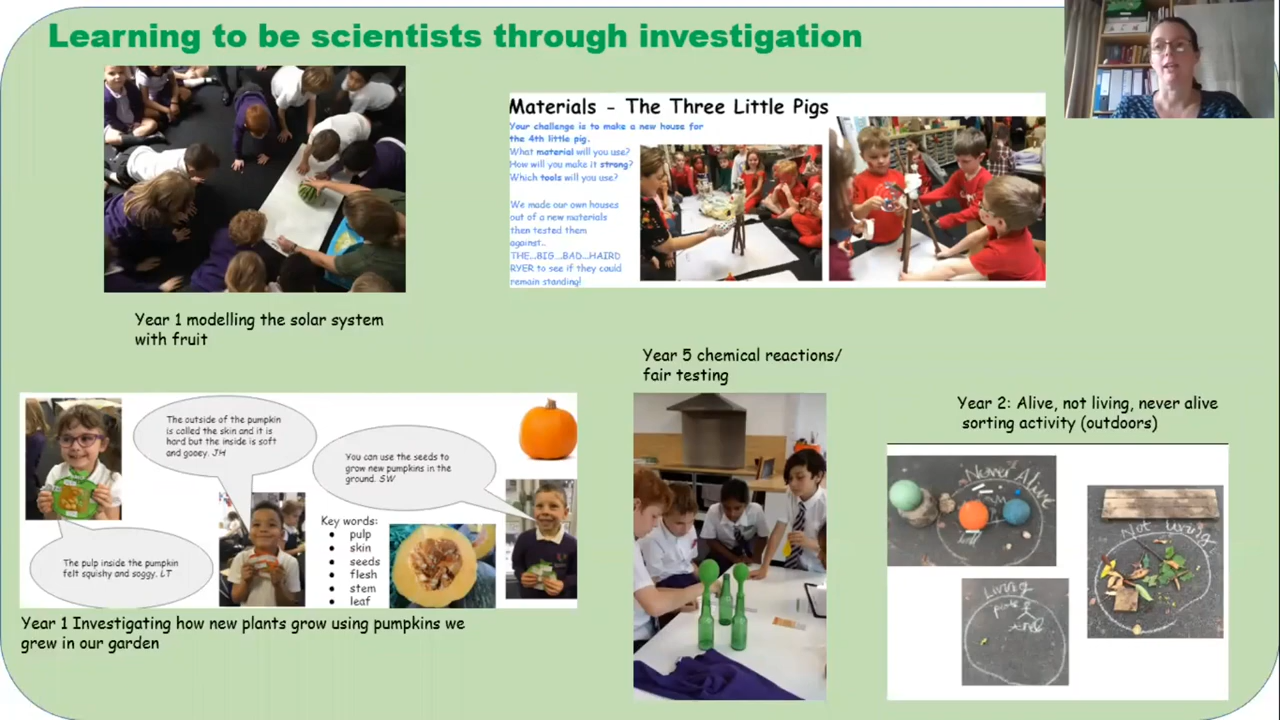 Learning to be scientists through investigation
Materials - The Three Little Pigs
Your challenge is to make a new house for
the 4th little pig.
What material will you use?
How will you make it strong?
Which tools will you use?
We made our own houses
out of a new materials
then tested them
against..
THE...BIG...BAD...HAIRD
RYER to see if they could
remain standing!
Year 1 modelling the solar system
with fruit
Year 5 chemical reactions/
fair testing
Year 2: Alive, not living, never alive
sorting activity (outdoors)
The outside of the pumpkin
is called the skin and it is
hard but the inside is soft
and gooey. JH
You can use the seeds to
grow new pumpkins in the
ground. SW
Key words:
• pulp
• skin
• seeds
• flesh
• stem
• leaf
The pulp inside the pumpkin
felt squishy and soggy. LT
Year 1 Investigating how new plants grow using pumpkins we
grew in our garden
Never Alive
Not living
Living